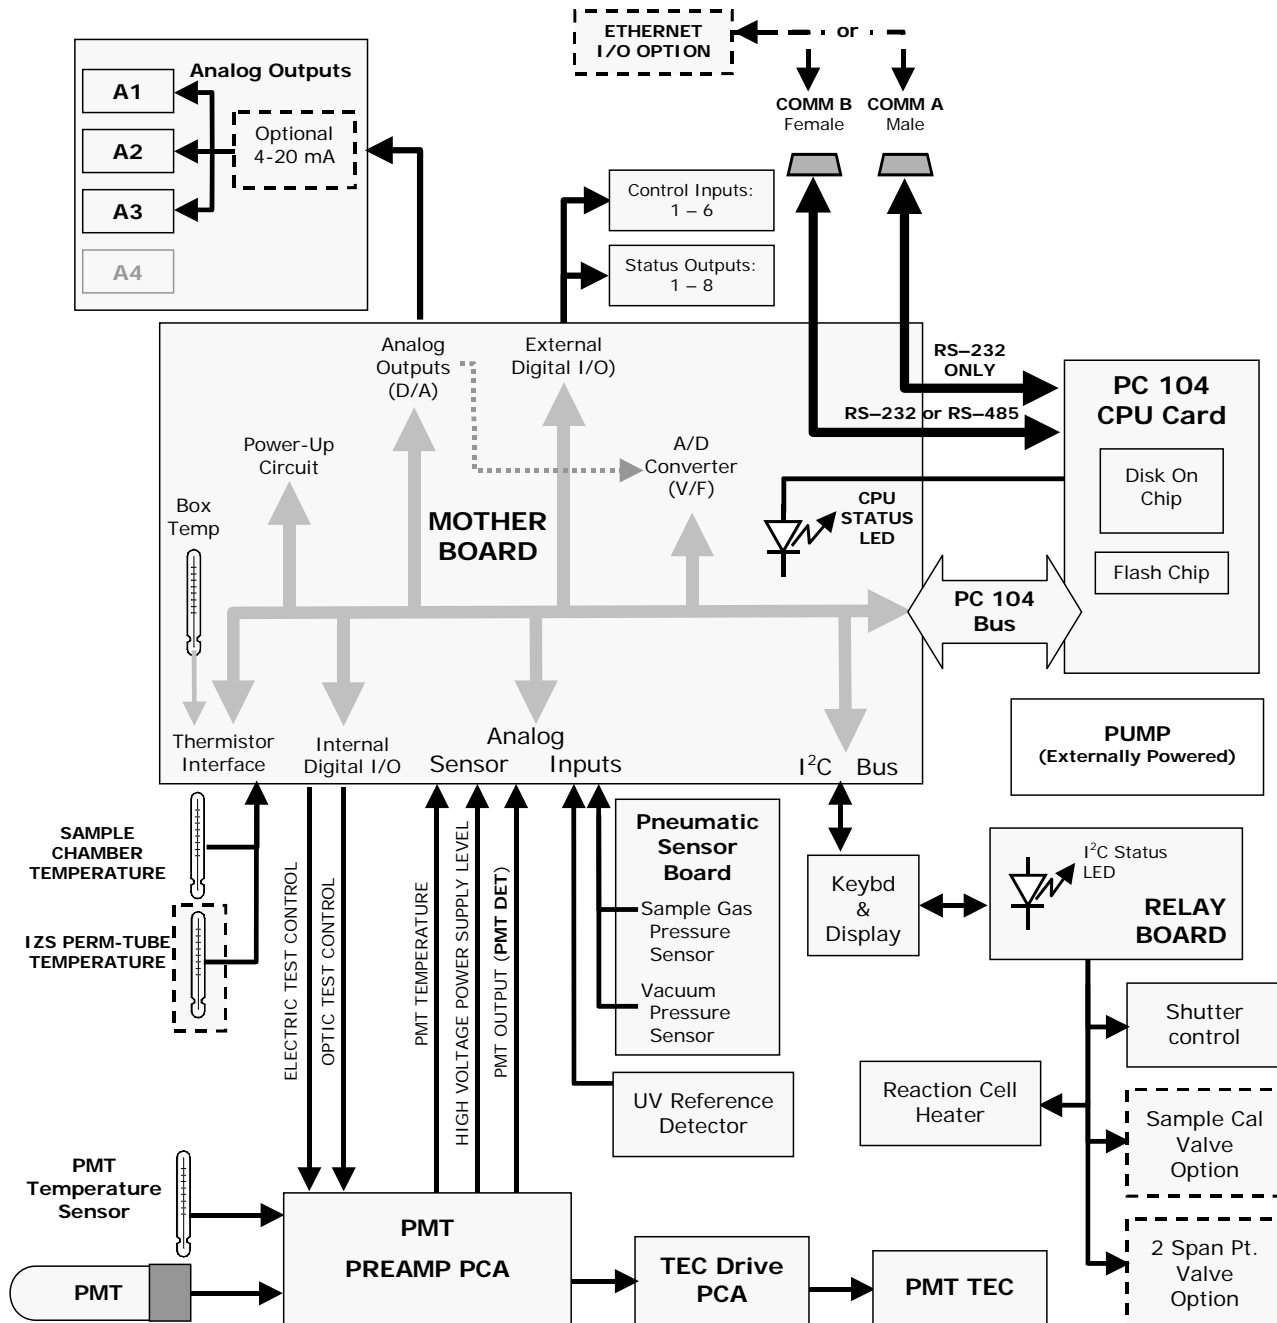 ETHERNET
I/O OPTION
or
Analog Outputs
A1
A2
A3
A4
Optional
4-20 mA
COMM B
Female
COMM A
Male
Control Inputs:
1 – 6
Status Outputs:
1 – 8
Analog
Outputs
(D/A)
External
Digital I/O)
RS–232
ONLY
RS–232 or RS–485
PC 104
CPU Card
Disk On
Chip
Flash Chip
Power-Up
Circuit
A/D
Converter
(V/F)
Box
Temp
MOTHER
BOARD
CPU
STATUS
LED
PC 104
Bus
Thermistor
Interface
Internal
Digital I/O
Analog
Sensor Inputs
I²C Bus
PUMP
(Externally Powered)
SAMPLE
CHAMBER
TEMPERATURE
IZS PERM-TUBE
TEMPERATURE
ELECTRIC TEST CONTROL
OPTIC TEST CONTROL
PMT TEMPERATURE
HIGH VOLTAGE POWER SUPPLY LEVEL
PMT OUTPUT (PMT DET)
Pneumatic
Sensor
Board
Sample Gas
Pressure
Sensor
Vacuum
Pressure
Sensor
UV Reference
Detector
Keybd
&
Display
I²C Status
LED
RELAY
BOARD
Shutter
control
Reaction Cell
Heater
Sample Cal
Valve
Option
2 Span Pt.
Valve
Option
PMT
Temperature
Sensor
PMT
PMT
PREAMP PCA
TEC Drive
PCA
PMT TEC